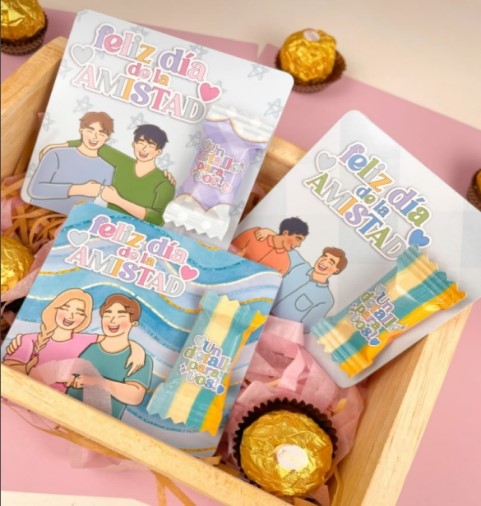 feliz día
de la
AMISTAD
¡Un
detalle
para
vos!
feliz día
de la
AMISTAD
¡Un
detalle
para
vos!
feliz día
de la
AMISTAD
¡Un
detalle
para
vos!